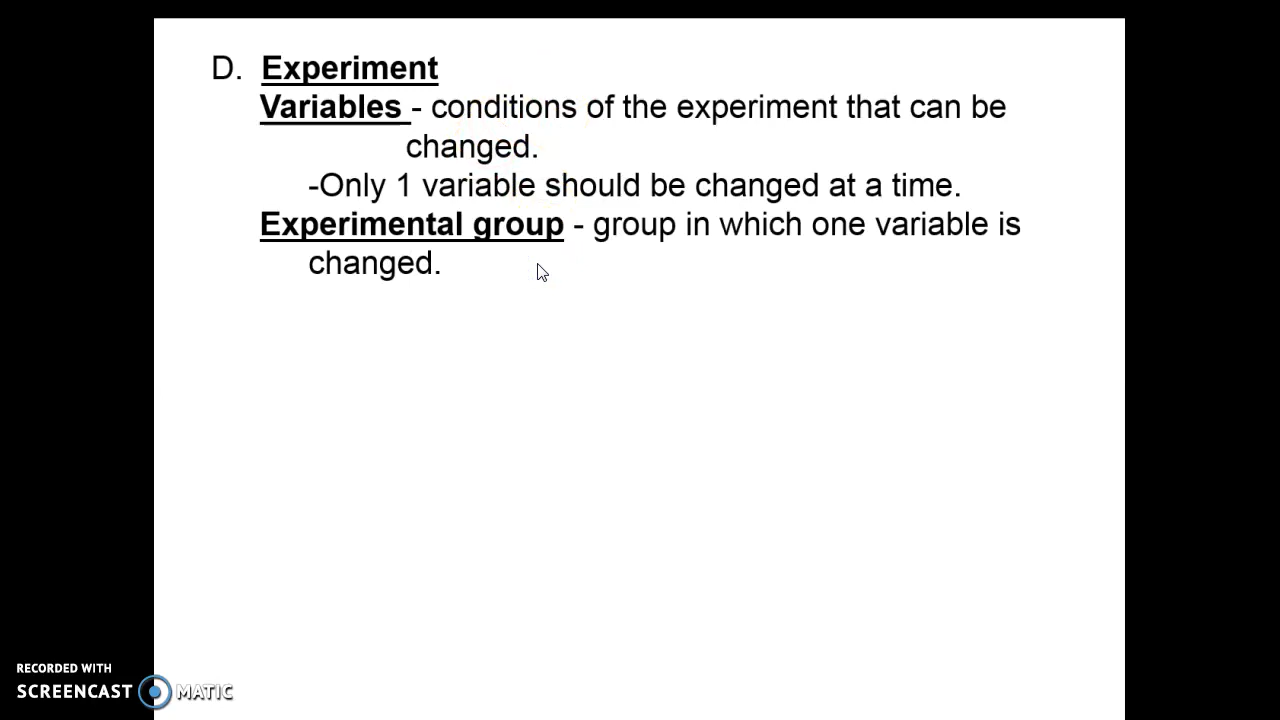 D. Experiment
Variables - conditions of the experiment that can be
changed.
-Only 1 variable should be changed at a time.
Experimental group - group in which one variable is
changed.
RECORDED WITH
SCREENCAST MATIC